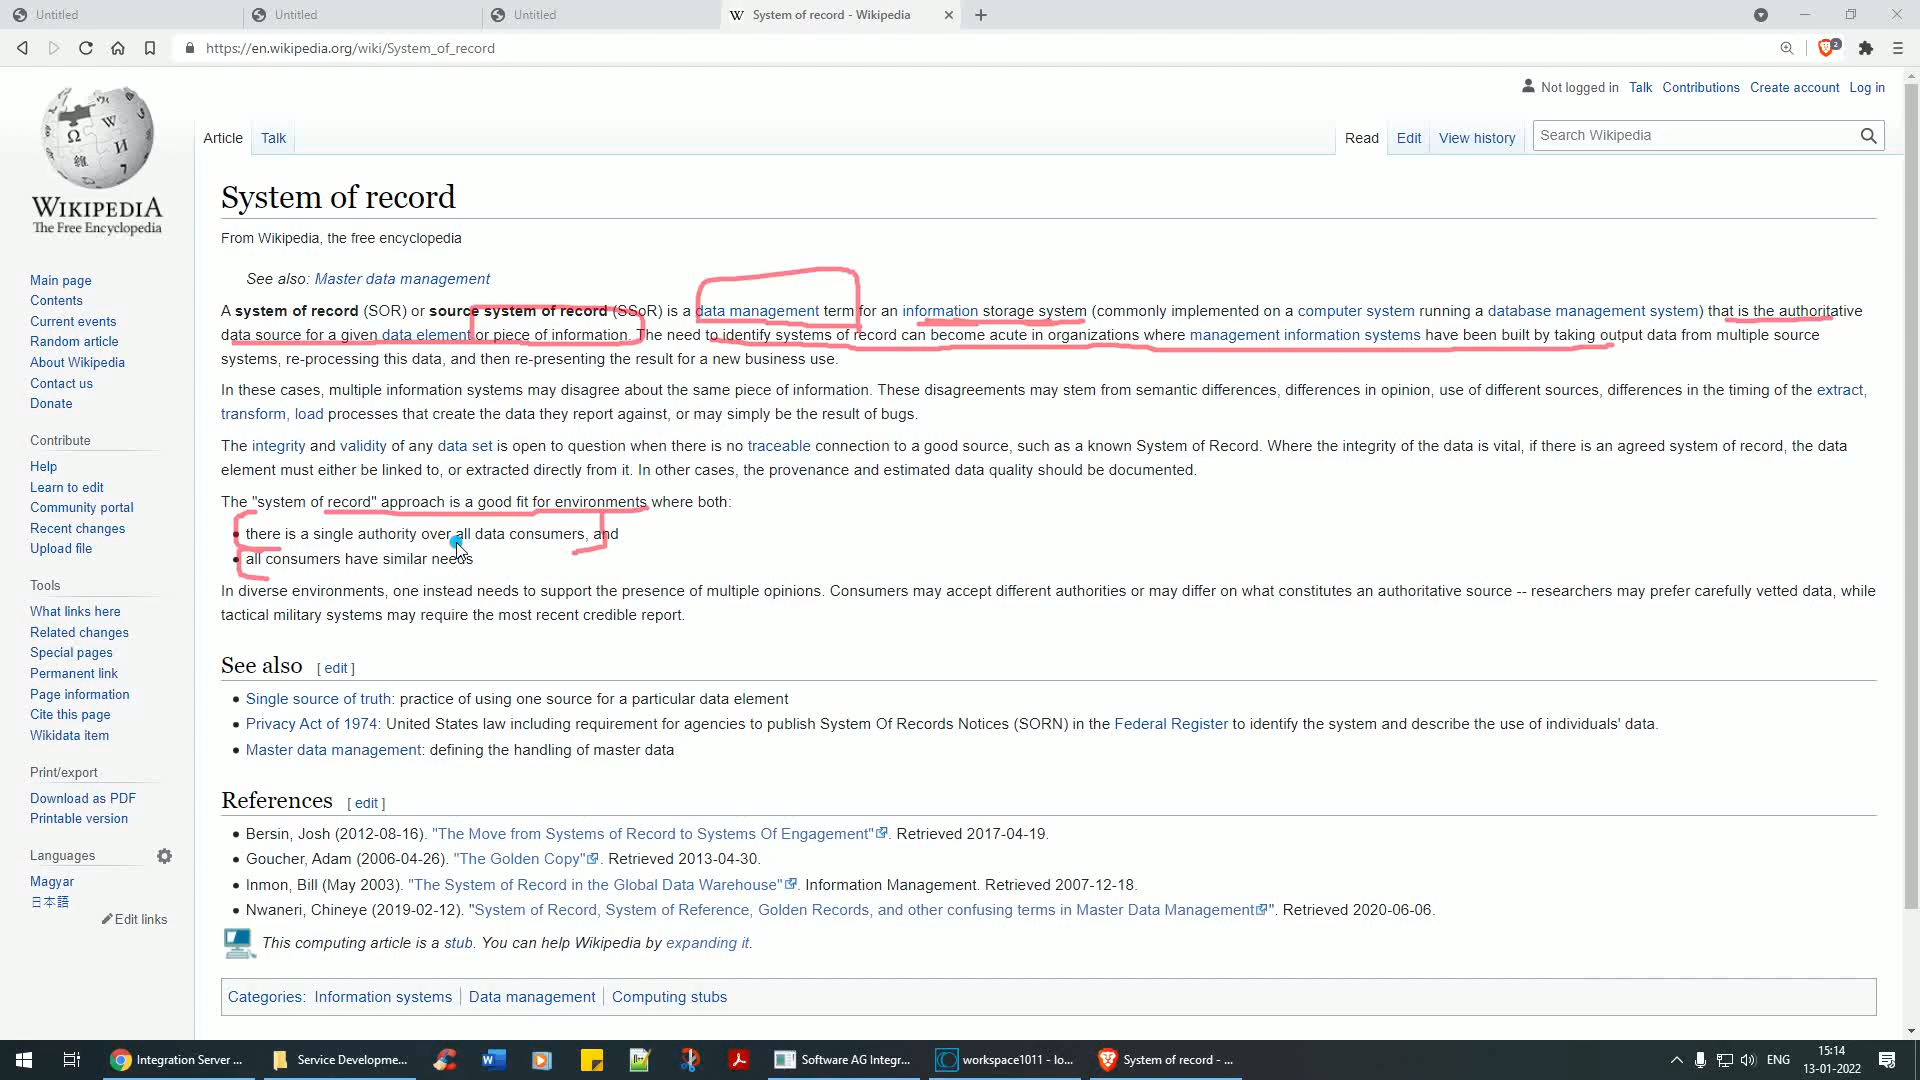 Untitled
Untitled
Untitled
W System of record - Wikipedia
https://en.wikipedia.org/wiki/System_of_record
2
Not logged in Talk Contributions Create account Log in
WIKIPEDIA
The Free Encyclopedia
Article Talk Read Edit View history Search Wikipedia
System of record
From Wikipedia, the free encyclopedia
See also: Master data management
A system of record (SOR) or source system of record (SSoR) is a data management term for an information storage system (commonly implemented on a computer system running a database management system) that is the authoritative
data source for a given data element or piece of information. The need to identify systems of record can become acute in organizations where management information systems have been built by taking output data from multiple source
systems, re-processing this data, and then re-presenting the result for a new business use.
In these cases, multiple information systems may disagree about the same piece of information. These disagreements may stem from semantic differences, differences in opinion, use of different sources, differences in the timing of the extract,
transform, load processes that create the data they report against, or may simply be the result of bugs.
The integrity and validity of any data set is open to question when there is no traceable connection to a good source, such as a known System of Record. Where the integrity of the data is vital, if there is an agreed system of record, the data
element must either be linked to, or extracted directly from it. In other cases, the provenance and estimated data quality should be documented.
The "system of record" approach is a good fit for environments where both:
there is a single authority over all data consumers, and
all consumers have similar needs
In diverse environments, one instead needs to support the presence of multiple opinions. Consumers may accept different authorities or may differ on what constitutes an authoritative source -- researchers may prefer carefully vetted data, while
tactical military systems may require the most recent credible report.
See also [ edit ]
Single source of truth: practice of using one source for a particular data element
Privacy Act of 1974: United States law including requirement for agencies to publish System Of Records Notices (SORN) in the Federal Register to identify the system and describe the use of individuals' data.
Master data management: defining the handling of master data
References [ edit ]
Bersin, Josh (2012-08-16). "The Move from Systems of Record to Systems Of Engagement". Retrieved 2017-04-19.
Goucher, Adam (2006-04-26). "The Golden Copy". Retrieved 2013-04-30.
Inmon, Bill (May 2003). "The System of Record in the Global Data Warehouse". Information Management. Retrieved 2007-12-18.
Nwaneri, Chineye (2019-02-12). "System of Record, System of Reference, Golden Records, and other confusing terms in Master Data Management". Retrieved 2020-06-06.
This computing article is a stub. You can help Wikipedia by expanding it.
Categories: Information systems | Data management | Computing stubs
Main page
Contents
Current events
Random article
About Wikipedia
Contact us
Donate
Contribute
Help
Learn to edit
Community portal
Recent changes
Upload file
Tools
What links here
Related changes
Special pages
Permanent link
Page information
Cite this page
Wikidata item
Print/export
Download as PDF
Printable version
Languages
Magyar
日本語
Edit links
Integration Server ...
Service Developme...
Software AG Integr...
workspace1011 - Io...
System of record - ...
ENG
15:14
13-01-2022